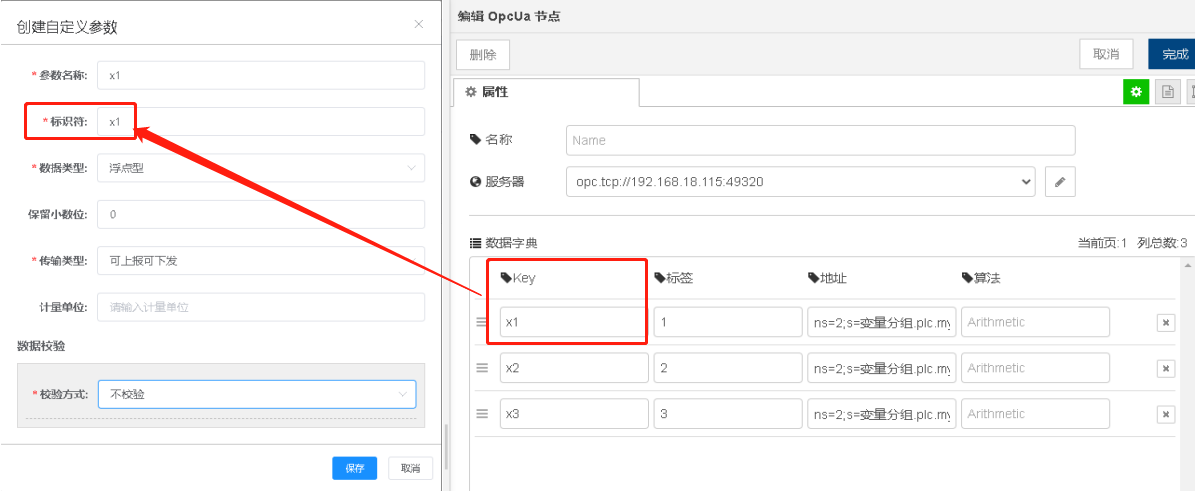 创建自定义参数
* 参数名称: x1
* 标识符: x1
* 数据类型: 浮点型
保留小数位: 0
* 传输类型: 可上报可下发
计量单位: 请输入计量单位
数据校验
* 校验方式: 不校验
保存 取消
编辑 OpcUa 节点
删除 取消 完成
属性
名称 Name
服务器 opc.tcp://192.168.18.115:49320
数据字典 当前页:1 列总数:3
Key 标签 地址 算法
x1 1 ns=2;s=变量分组.plc.my Arithmetic
x2 2 ns=2;s=变量分组.plc.my Arithmetic
x3 3 ns=2;s=变量分组.plc.my Arithmetic